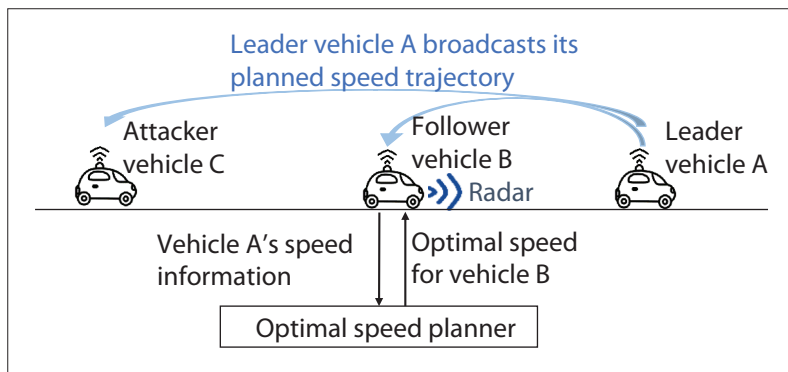 Leader vehicle A broadcasts its
planned speed trajectory
Attacker
vehicle C
Follower
vehicle B
Leader
vehicle A
Radar
Vehicle A’s speed
information
Optimal speed
for vehicle B
Optimal speed planner